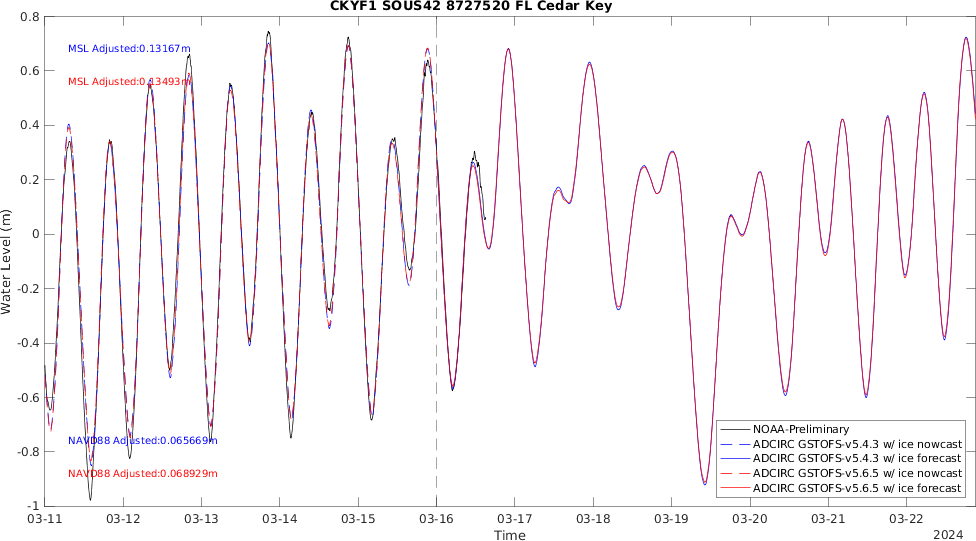 CKYF1 SOUS42 8727520 FL Cedar Key
0.8
0.6
0.4
0.2
0
-0.2
-0.4
-0.6
-0.8
-1
Water Level (m)
MSL Adjusted:0.13167m
MSL Adjusted:0.13493m
NAVD88 Adjusted:0.065669m
NAVD88 Adjusted:0.068929m
NOAA-Preliminary
ADCIRC GSTOFS-v5.4.3 w/ ice nowcast
ADCIRC GSTOFS-v5.4.3 w/ ice forecast
ADCIRC GSTOFS-v5.6.5 w/ ice nowcast
ADCIRC GSTOFS-v5.6.5 w/ ice forecast
03-11 03-12 03-13 03-14 03-15 03-16 03-17 03-18 03-19 03-20 03-21 03-22
Time
2024